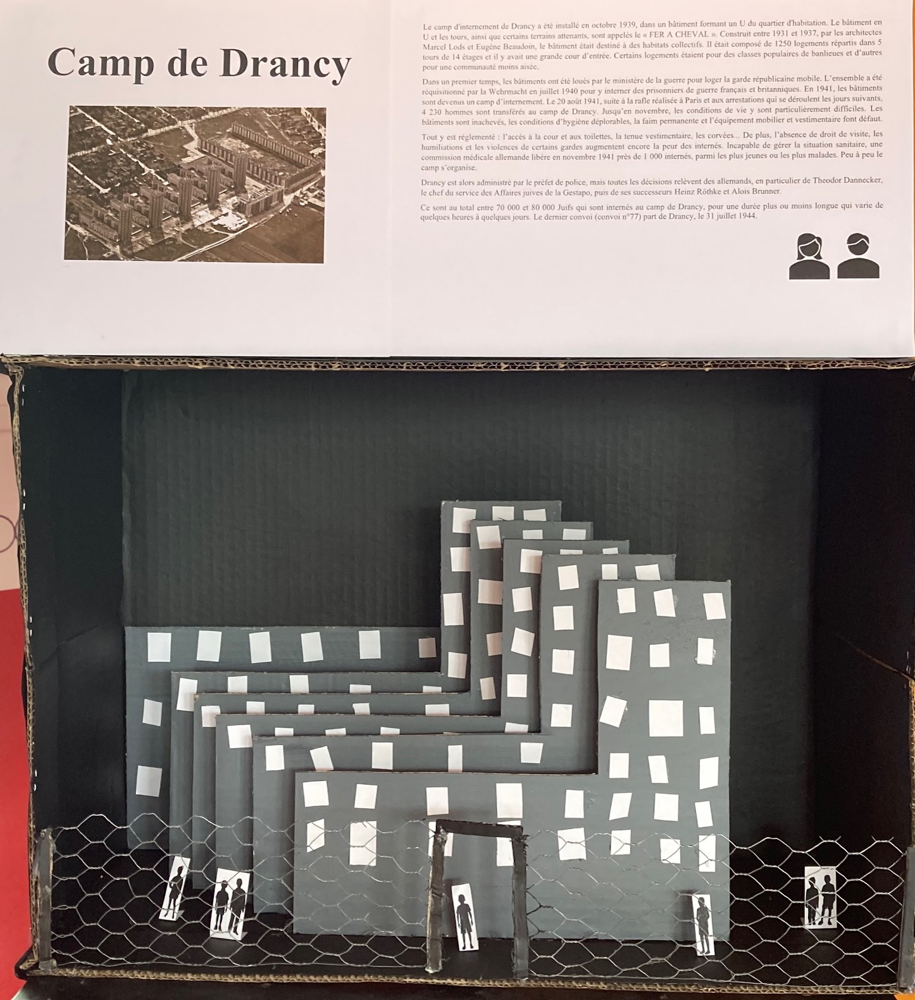 Camp de Drancy
Le camp d'internement de Drancy a été installé en octobre 1939, dans un bâtiment formant un U du quartier d'habitation. Le bâtiment en
U et les tours, ainsi que certains terrains attenants, sont appelés le « FER A CHEVAL ». Construit entre 1931 et 1937, par les architectes
Marcel Lods et Eugène Beaudoin, le bâtiment était destiné à des habitats collectifs. Il était composé de 1250 logements répartis dans 5
tours de 14 étages et il y avait une grande cour d'entrée. Certains logements étaient pour des classes populaires de banlieues et d'autres
pour une communauté moins aisée.
Dans un premier temps, les bâtiments ont été loués par le ministère de la guerre pour loger la garde républicaine mobile. L'ensemble a été
réquisitionné par la Wehrmacht en juillet 1940 pour y interner des prisonniers de guerre français et britanniques. En 1941, les bâtiments
sont devenus un camp d'internement. Le 20 août 1941, suite à la rafle réalisée à Paris et aux arrestations qui se déroulent les jours suivants,
4 230 hommes sont transférés au camp de Drancy. Jusqu'en novembre, les conditions de vie y sont particulièrement difficiles. Les
bâtiments sont inachevés, les conditions d'hygiène déplorables, la faim permanente et l'équipement mobilier et vestimentaire font défaut.
Tout y est réglementé : l'accès à la cour et aux toilettes, la tenue vestimentaire, les corvées... De plus, l'absence de droit de visite, les
humiliations et les violences de certains gardes augmentent encore la peur des internés. Incapable de gérer la situation sanitaire, une
commission médicale allemande libère en novembre 1941 près de 1 000 internés, parmi les plus jeunes ou les plus malades. Peu à peu le
camp s'organise.
Drancy est alors administré par le préfet de police, mais toutes les décisions relèvent des allemands, en particulier de Theodor Dannecker,
le chef du service des Affaires juives de la Gestapo, puis de ses successeurs Heinz Röthke et Alois Brunner.
Ce sont au total entre 70 000 et 80 000 Juifs qui sont internés au camp de Drancy, pour une durée plus ou moins longue qui varie de
quelques heures à quelques jours. Le dernier convoi (convoi n°77) part de Drancy, le 31 juillet 1944.